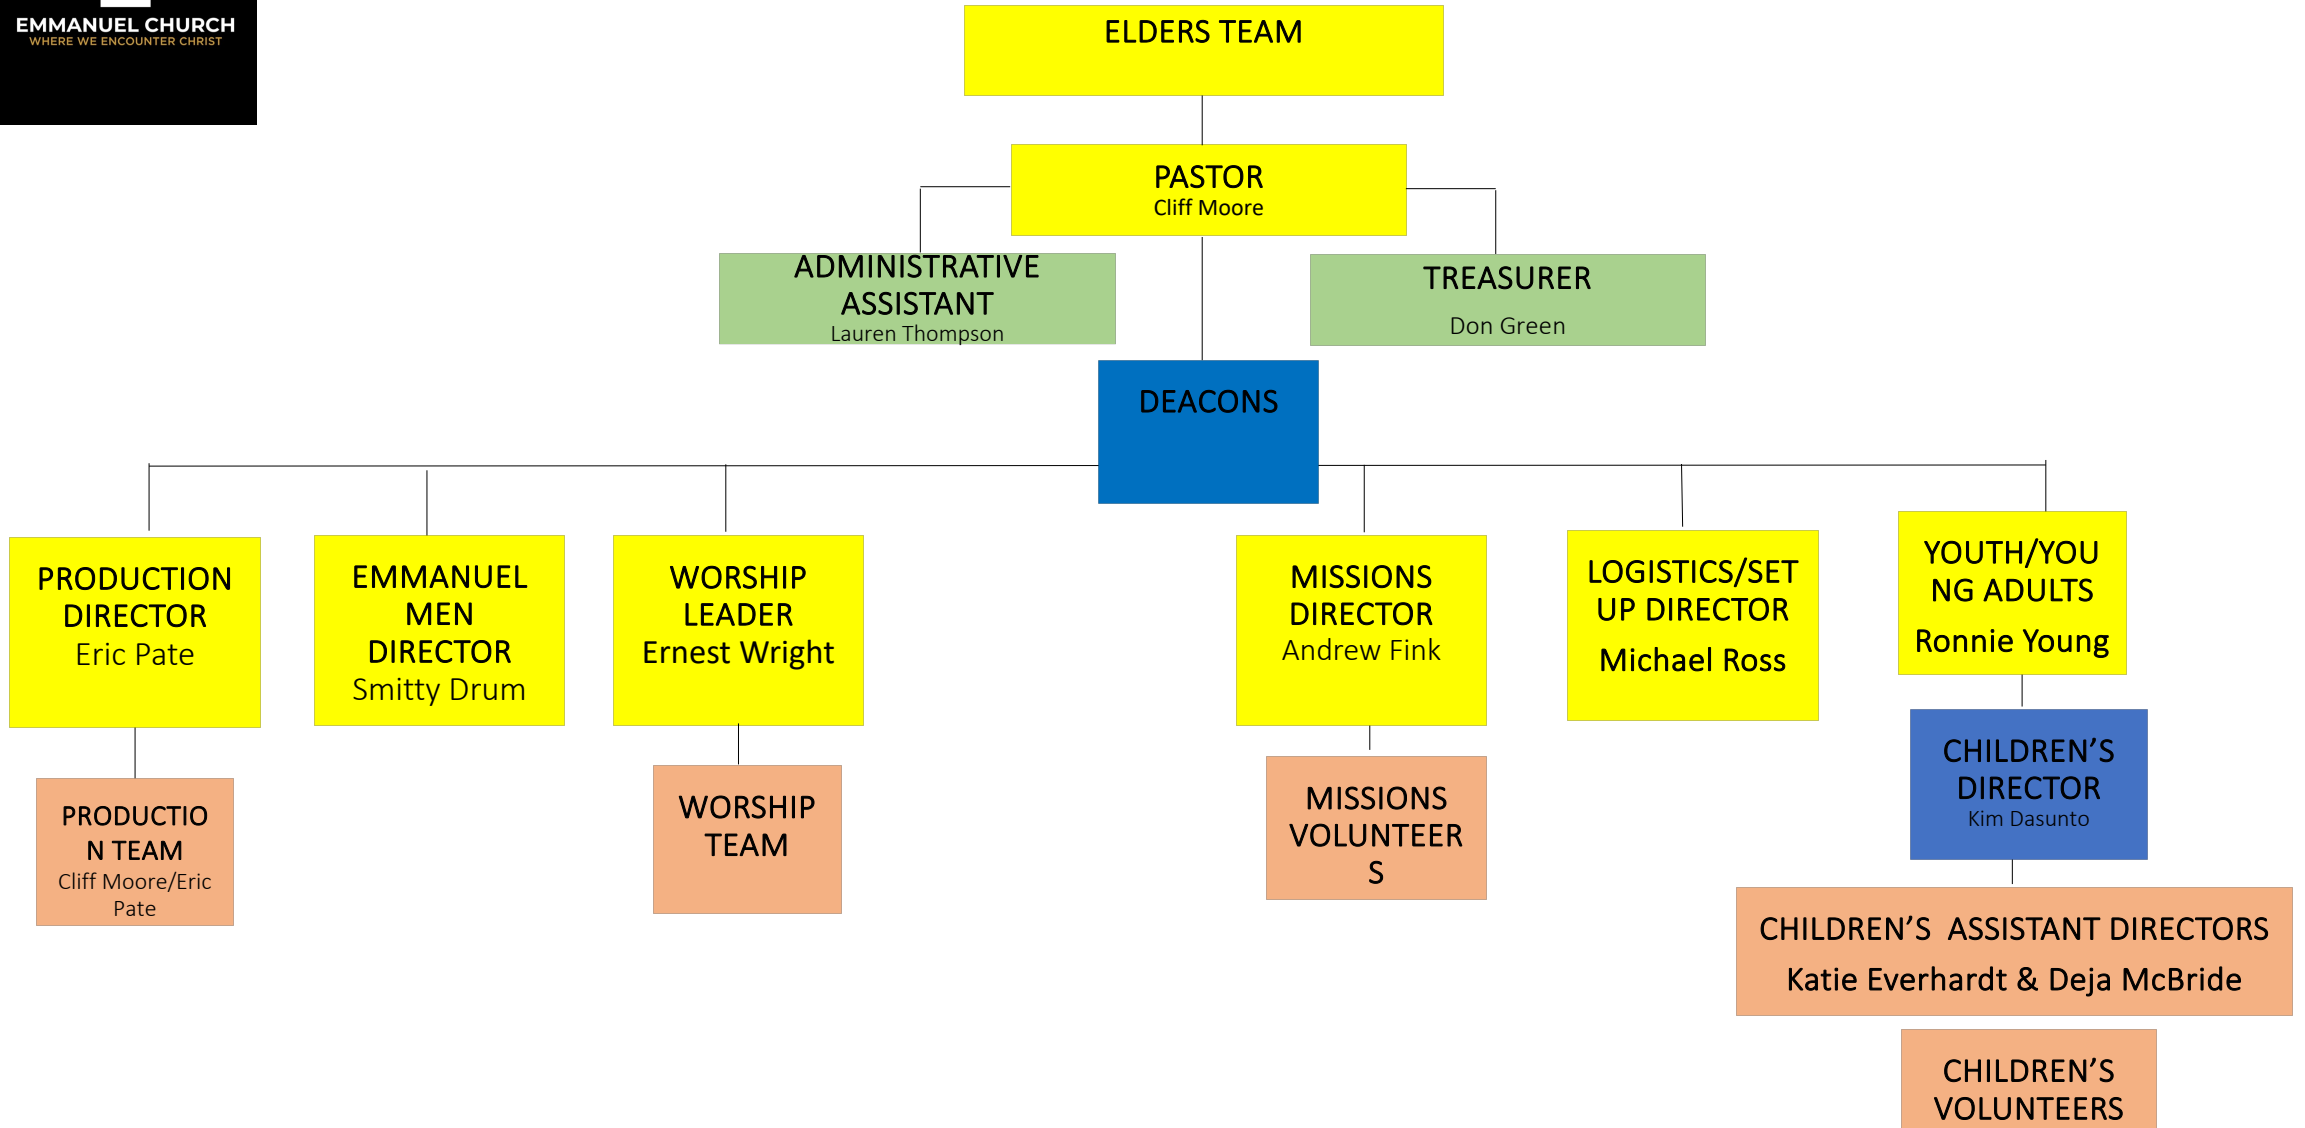 EMMANUEL CHURCH
WHERE WE ENCOUNTER CHRIST
ELDERS TEAM
PASTOR
Cliff Moore
ADMINISTRATIVE
ASSISTANT
Lauren Thompson
TREASURER
Don Green
DEACONS
PRODUCTION
DIRECTOR
Eric Pate
EMMANUEL
MEN
DIRECTOR
Smitty Drum
WORSHIP
LEADER
Ernest Wright
MISSIONS
DIRECTOR
Andrew Fink
LOGISTICS/SET
UP DIRECTOR
Michael Ross
YOUTH/YOU
NG ADULTS
Ronnie Young
PRODUCTIO
N TEAM
Cliff Moore/Eric
Pate
WORSHIP
TEAM
MISSIONS
VOLUNTEER
S
CHILDREN’S
DIRECTOR
Kim Dasunto
CHILDREN’S  ASSISTANT DIRECTORS
Katie Everhardt & Deja McBride
CHILDREN’S
VOLUNTEERS